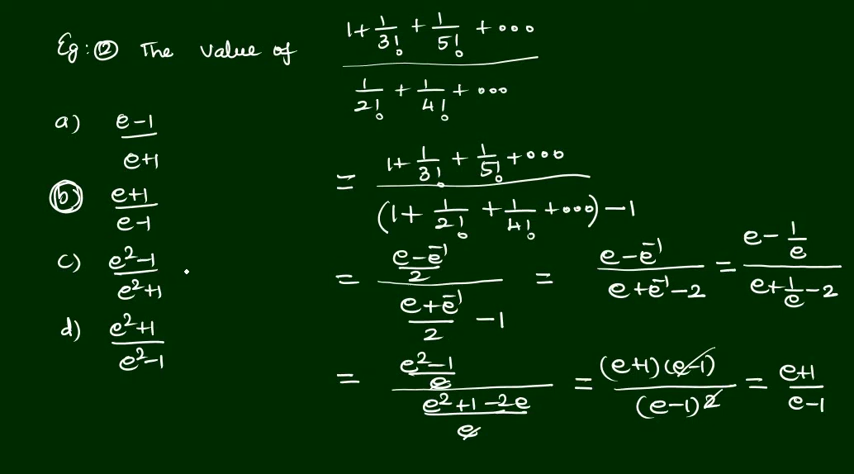 Eg: ② The value of (1 + 1/3! + 1/5! + ∘∘∘) / (1/2! + 1/4! + ∘∘∘)
a) (e-1)/(e+1)
= (1 + 1/3! + 1/5! + ∘∘∘) / ((1 + 1/2! + 1/4! + ∘∘∘) - 1)
b) (e+1)/(e-1)
c) (e²-1)/(e²+1)
= ((e-e⁻¹)/2) / ((e+e⁻¹)/2 - 1) = (e-e⁻¹)/(e+e⁻¹-2) = (e-1/e)/(e+1/e-2)
d) (e²+1)/(e²-1)
= ((e²-1)/e) / ((e²+1-2e)/e) = (e+1)(e-1)/(e-1)2 = (e+1)/(e-1)